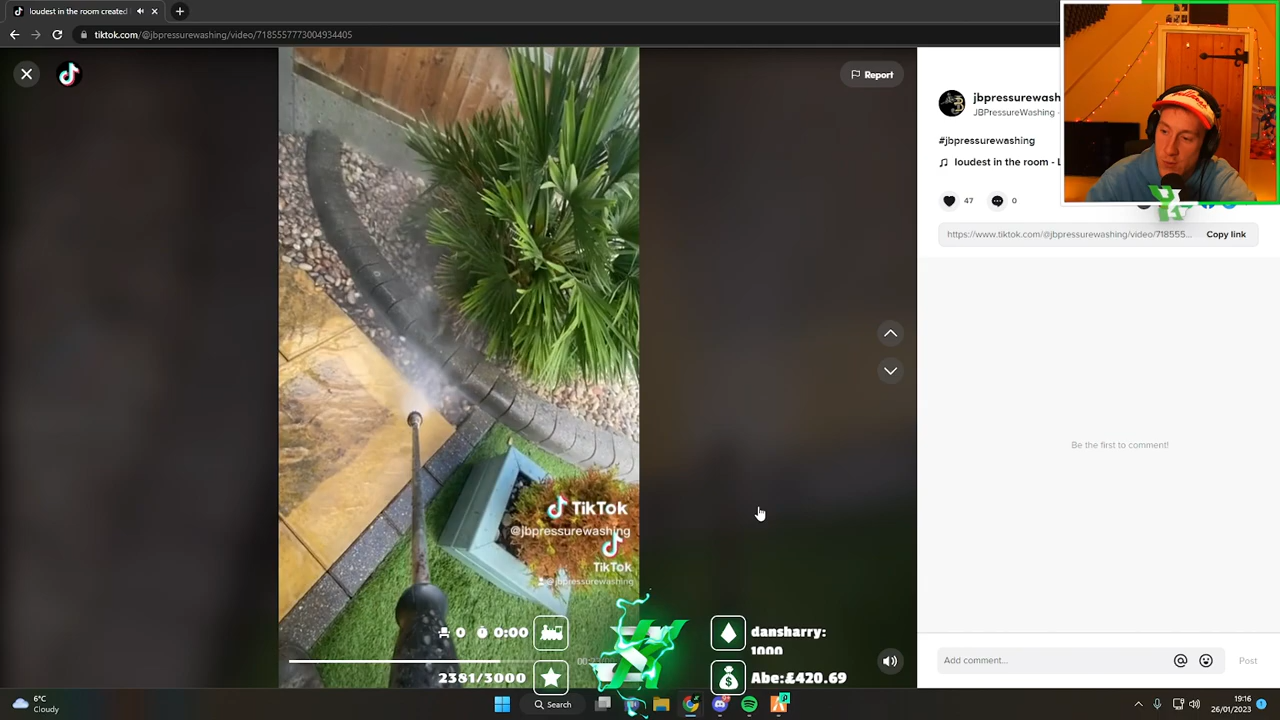 loudest in the room created
tiktok.com/@jbpressurewashing/video/7185557773004934405
Report
jbpressurewash
JBPressureWashing ·
#jbpressurewashing
loudest in the room - L
47
0
https://www.tiktok.com/@jbpressurewashing/video/718555...
Copy link
Be the first to comment!
TikTok
@jbpressurewashing
TikTok
@jbpressurewashing
0
0:00
dansharry:
1000
2381/3000
Abe:£420.69
Add comment...
Post
6°C
Cloudy
Search
19:16
26/01/2023